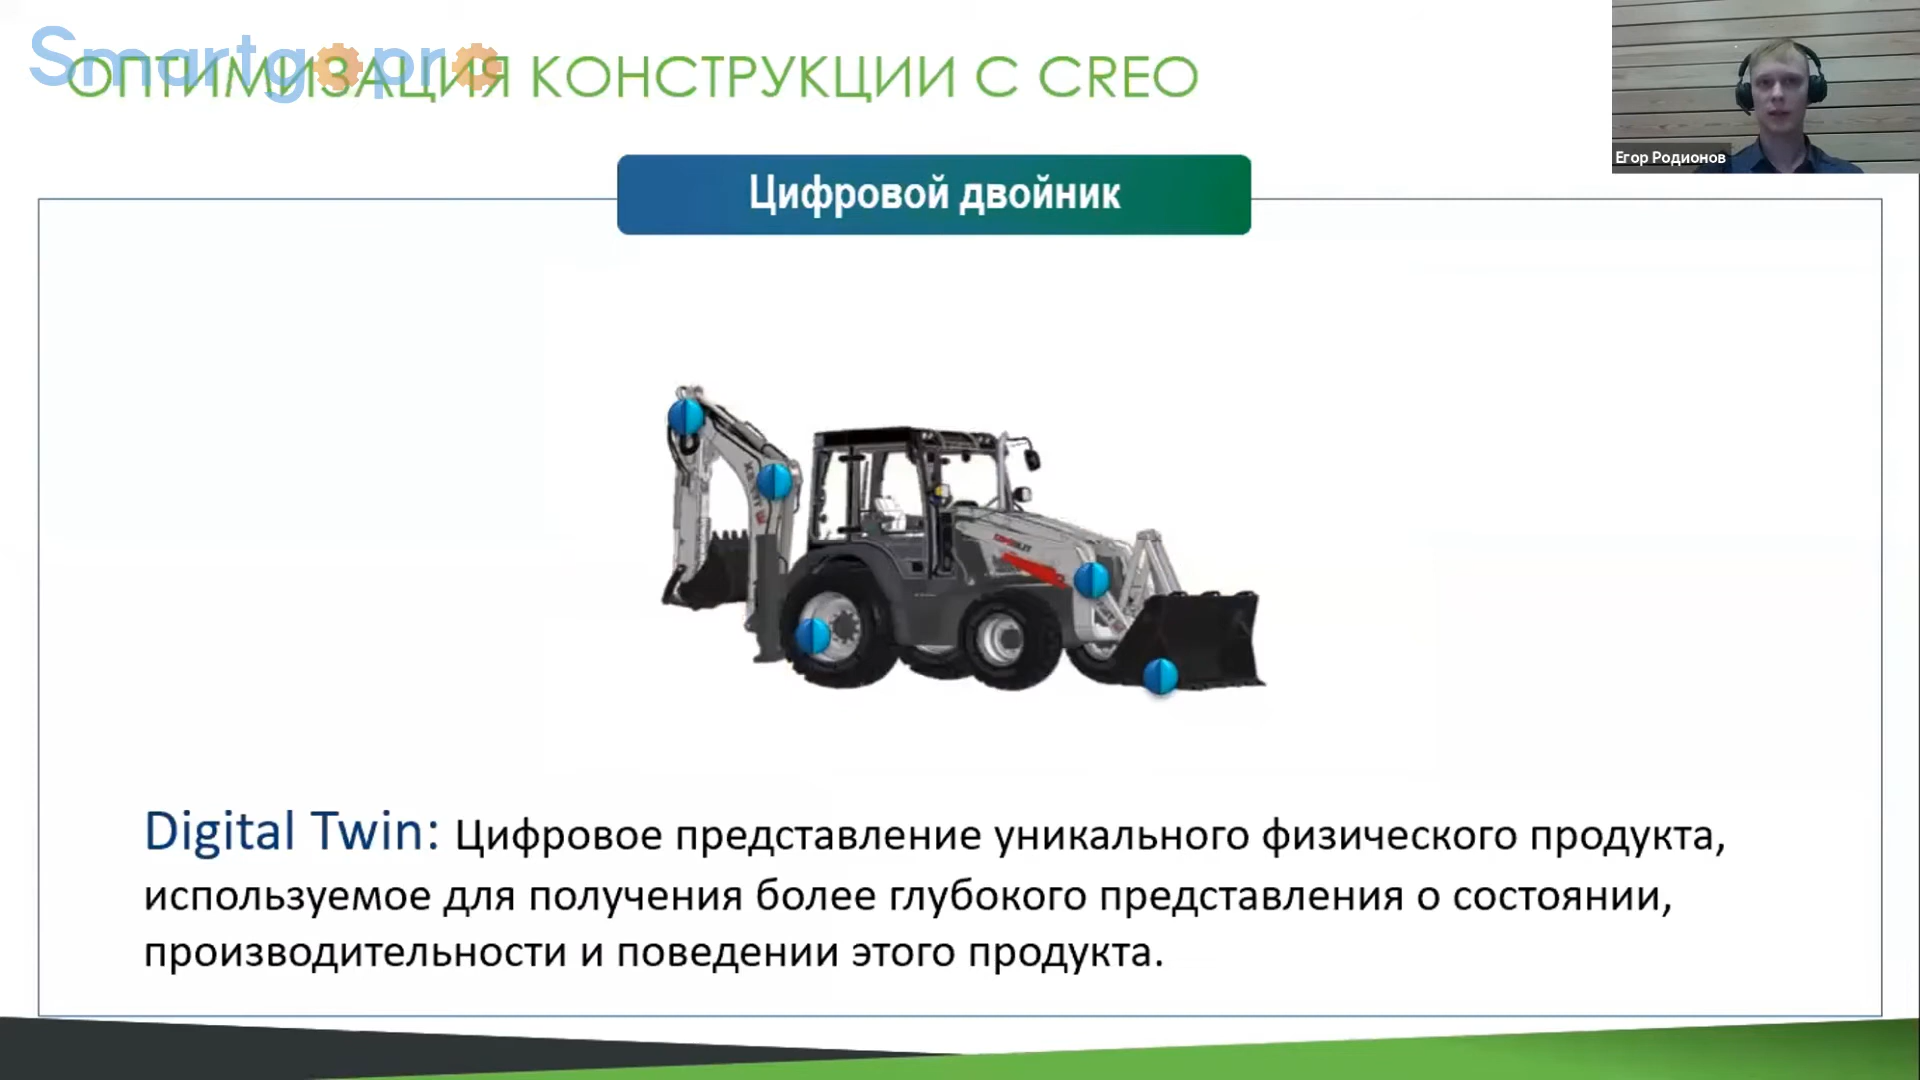 Smartgopro
ОПТИМИЗАЦИЯ КОНСТРУКЦИИ С CREO
Егор Родионов
Цифровой двойник
Digital Twin: Цифровое представление уникального физического продукта,
используемое для получения более глубокого представления о состоянии,
производительности и поведении этого продукта.